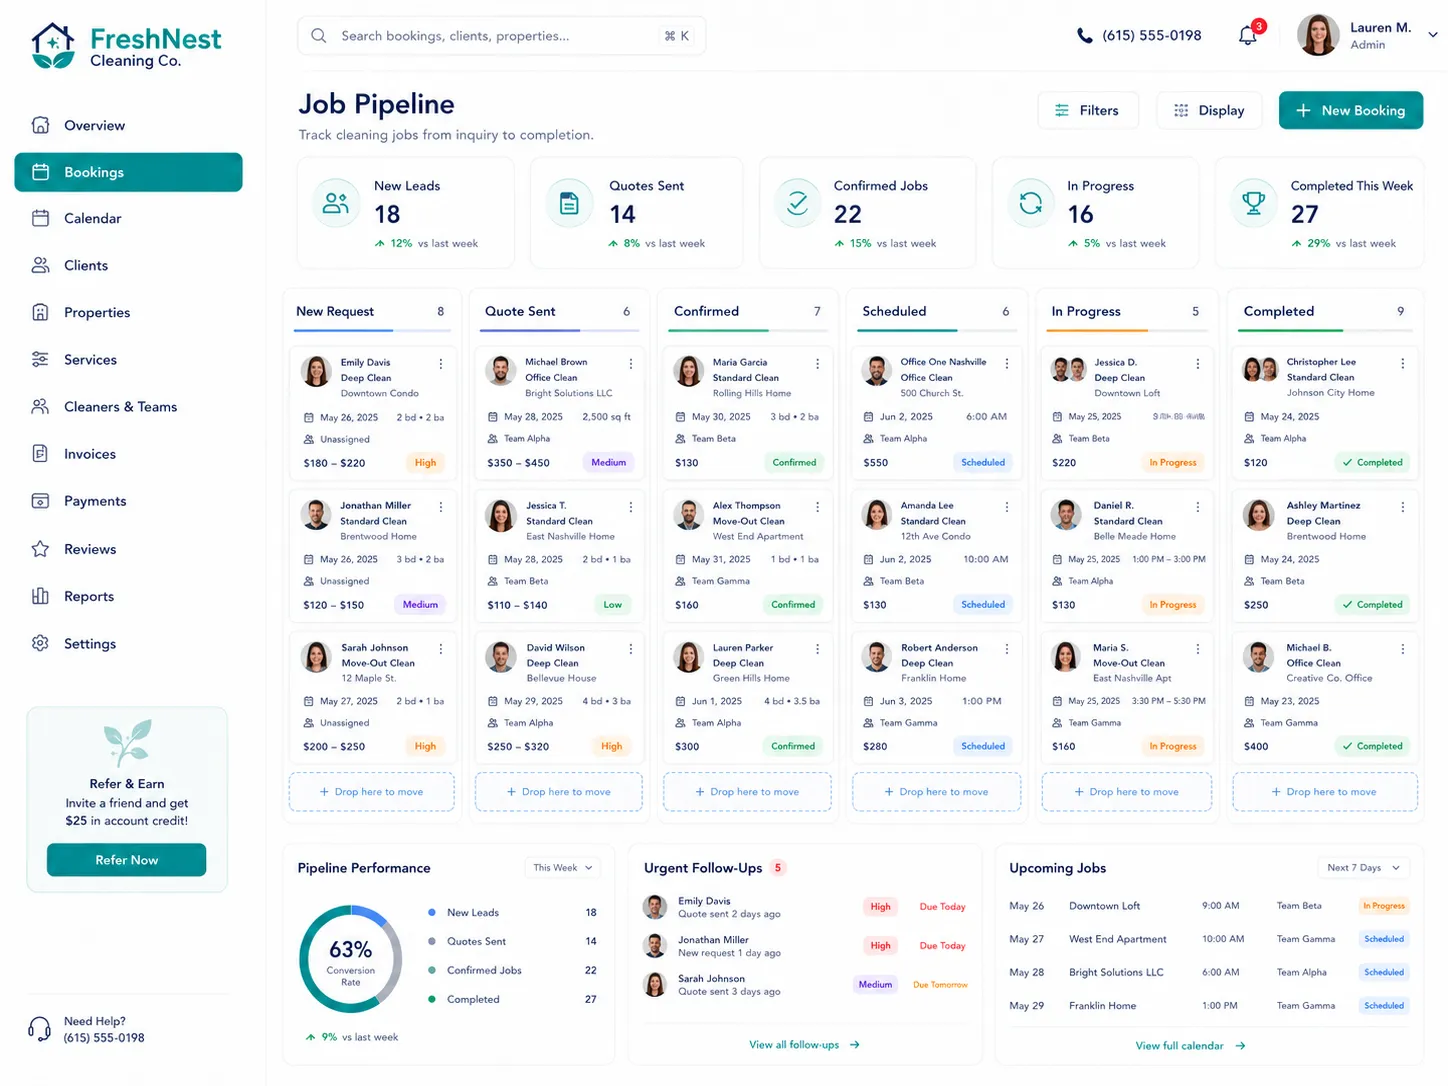 FreshNest
Cleaning Co.
Search bookings, clients, properties...
⌘ K
(615) 555-0198
3
Lauren M.
Admin
Overview
Bookings
Calendar
Clients
Properties
Services
Cleaners & Teams
Invoices
Payments
Reviews
Reports
Settings
Refer & Earn
Invite a friend and get
$25 in account credit!
Refer Now
Need Help?
(615) 555-0198
Job Pipeline
Track cleaning jobs from inquiry to completion.
Filters
Display
+ New Booking
New Leads
18
12% vs last week
Quotes Sent
14
8% vs last week
Confirmed Jobs
22
15% vs last week
In Progress
16
5% vs last week
Completed This Week
27
29% vs last week
New Request 8
Emily Davis
Deep Clean
Downtown Condo
May 26, 2025 2 bd • 2 ba
Unassigned
$180 – $220 High
Jonathan Miller
Standard Clean
Brentwood Home
May 26, 2025 3 bd • 2 ba
Unassigned
$120 – $150 Medium
Sarah Johnson
Move-Out Clean
12 Maple St.
May 27, 2025 2 bd • 1 ba
Unassigned
$200 – $250 High
+ Drop here to move
Quote Sent 6
Michael Brown
Office Clean
Bright Solutions LLC
May 28, 2025 2,500 sq ft
Team Alpha
$350 – $450 Medium
Jessica T.
Standard Clean
East Nashville Home
May 28, 2025 2 bd • 1 ba
Team Beta
$110 – $140 Low
David Wilson
Deep Clean
Bellevue House
May 29, 2025 4 bd • 3 ba
Team Alpha
$250 – $320 High
+ Drop here to move
Confirmed 7
Maria Garcia
Standard Clean
Rolling Hills Home
May 30, 2025 3 bd • 2 ba
Team Beta
$130 Confirmed
Alex Thompson
Move-Out Clean
West End Apartment
May 31, 2025 1 bd • 1 ba
Team Gamma
$160 Confirmed
Lauren Parker
Deep Clean
Green Hills Home
Jun 1, 2025 4 bd • 3.5 ba
Team Alpha
$300 Confirmed
+ Drop here to move
Scheduled 6
Office One Nashville
Office Clean
500 Church St.
Jun 2, 2025 6:00 AM
Team Alpha
$550 Scheduled
Amanda Lee
Standard Clean
12th Ave Condo
Jun 2, 2025 10:00 AM
Team Beta
$130 Scheduled
Robert Anderson
Deep Clean
Franklin Home
Jun 3, 2025 1:00 PM
Team Gamma
$280 Scheduled
+ Drop here to move
In Progress 5
Jessica D.
Deep Clean
Downtown Loft
May 25, 2025
Team Beta
$220 In Progress
Daniel R.
Standard Clean
Belle Meade Home
May 25, 2025 1:00 PM – 3:00 PM
Team Alpha
$130 In Progress
Maria S.
Move-Out Clean
East Nashville Apt
May 25, 2025 3:30 PM – 5:30 PM
Team Gamma
$160 In Progress
+ Drop here to move
Completed 9
Christopher Lee
Standard Clean
Johnson City Home
May 24, 2025
Team Alpha
$120 ✓ Completed
Ashley Martinez
Deep Clean
Brentwood Home
May 24, 2025
Team Beta
$250 ✓ Completed
Michael B.
Office Clean
Creative Co. Office
May 23, 2025
Team Gamma
$400 ✓ Completed
+ Drop here to move
Pipeline Performance
This Week
63%
Conversion
Rate
New Leads 18
Quotes Sent 14
Confirmed Jobs 22
Completed 27
9% vs last week
Urgent Follow-Ups 5
Emily Davis
Quote sent 2 days ago
High Due Today
Jonathan Miller
New request 1 day ago
High Due Today
Sarah Johnson
Quote sent 3 days ago
Medium Due Tomorrow
View all follow-ups →
Upcoming Jobs
Next 7 Days
May 26 Downtown Loft 9:00 AM Team Beta In Progress
May 27 West End Apartment 10:00 AM Team Gamma Scheduled
May 28 Bright Solutions LLC 6:00 AM Team Alpha Scheduled
May 29 Franklin Home 1:00 PM Team Gamma Scheduled
View full calendar →